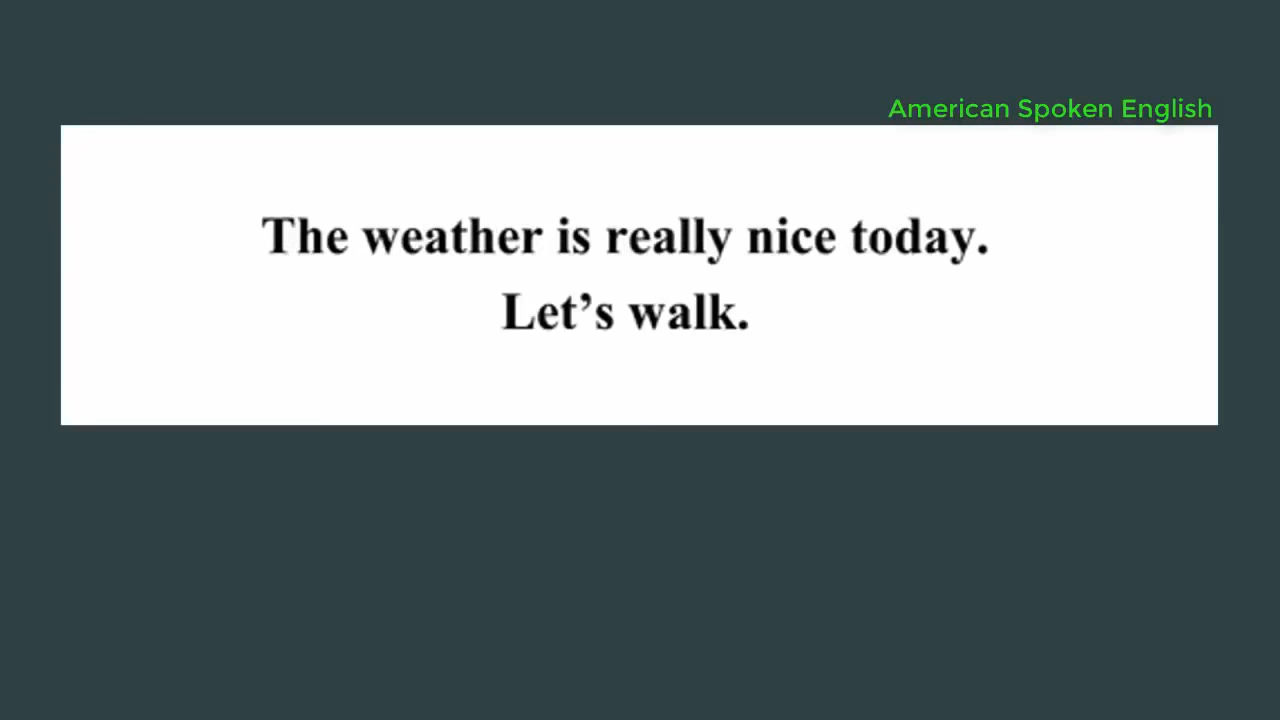 American Spoken English
The weather is really nice today.
Let’s walk.